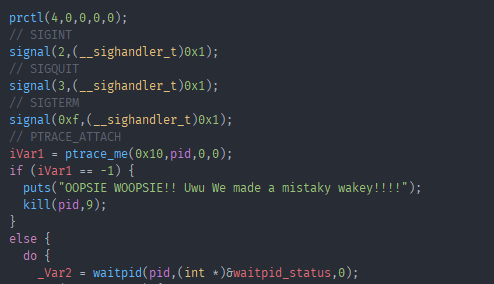 prctl(4,0,0,0,0);
// SIGINT
signal(2,(__sighandler_t)0x1);
// SIGQUIT
signal(3,(__sighandler_t)0x1);
// SIGTERM
signal(0xf,(__sighandler_t)0x1);
// PTRACE_ATTACH
iVar1 = ptrace_me(0x10,pid,0,0);
if (iVar1 == -1) {
puts("OOPSIE WOOPSIE!! Uwu We made a mistaky wakey!!!!");
kill(pid,9);
}
else {
do {
_Var2 = waitpid(pid,(int *)&waitpid_status,0);